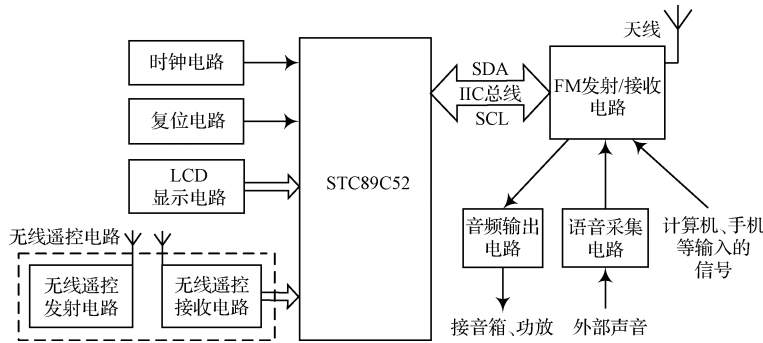 时钟电路
复位电路
LCD
显示电路
无线遥控电路
无线遥控
发射电路
无线遥控
接收电路
STC89C52
SDA
IIC总线
SCL
天线
FM发射/接收
电路
音频输出
电路
语音采集
电路
计算机、手机
等输入的
信号
接音箱、功放
外部声音